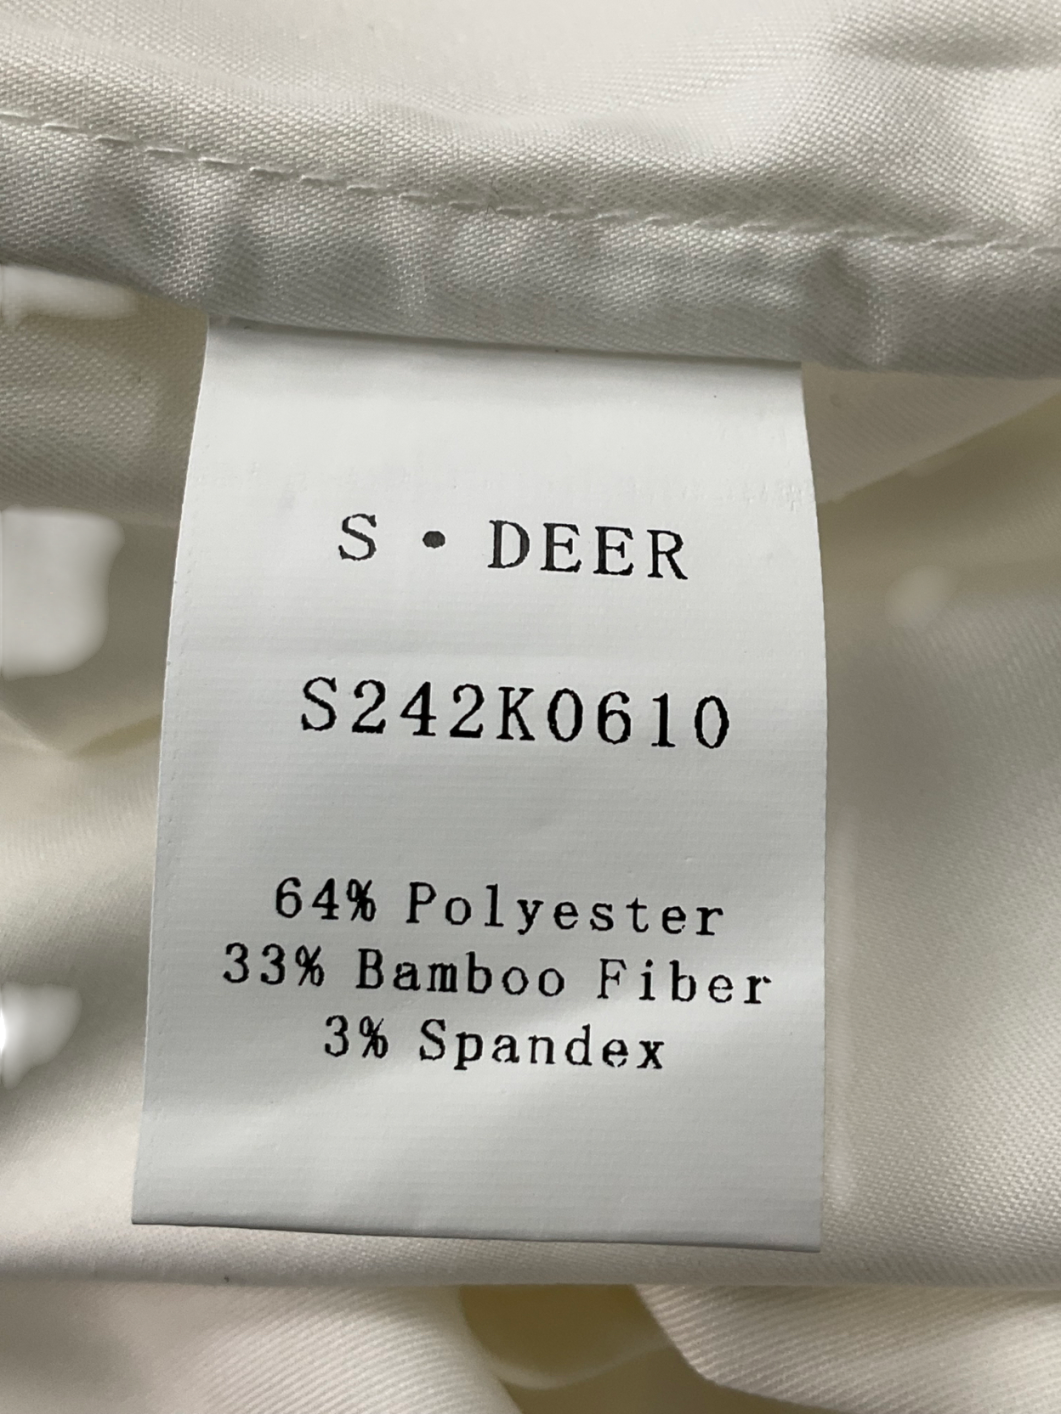 S • DEER
S242K0610
64% Polyester
33% Bamboo Fiber
3% Spandex